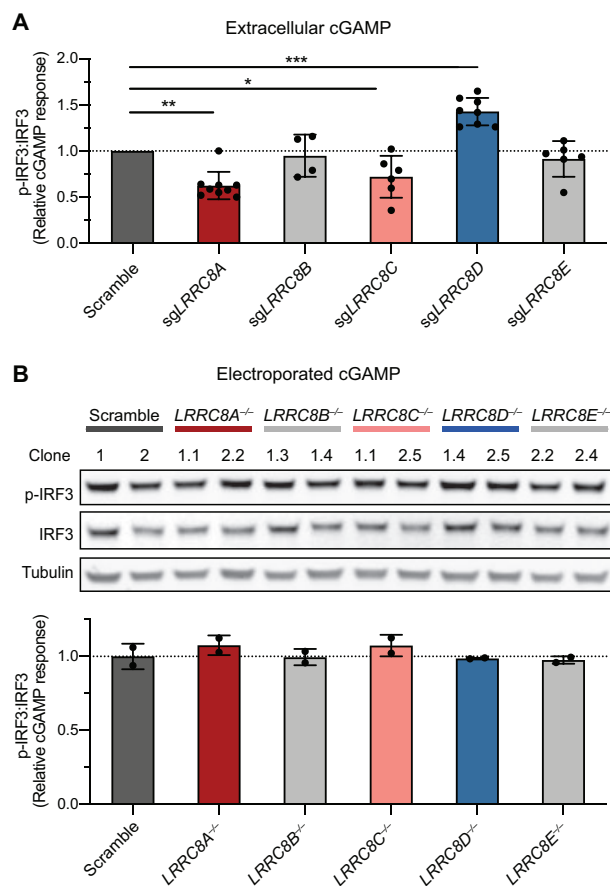 A
Extracellular cGAMP
p-IRF3:IRF3
(Relative cGAMP response)
2.0
1.5
1.0
0.5
0.0
***
*
**
Scramble
sgLRRC8A
sgLRRC8B
sgLRRC8C
sgLRRC8D
sgLRRC8E
B
Electroporated cGAMP
Scramble LRRC8A–/– LRRC8B–/– LRRC8C–/– LRRC8D–/– LRRC8E–/–
Clone 1 2 1.1 2.2 1.3 1.4 1.1 2.5 1.4 2.5 2.2 2.4
p-IRF3
IRF3
Tubulin
p-IRF3:IRF3
(Relative cGAMP response)
1.0
0.5
0.0
Scramble
LRRC8A–/–
LRRC8B–/–
LRRC8C–/–
LRRC8D–/–
LRRC8E–/–